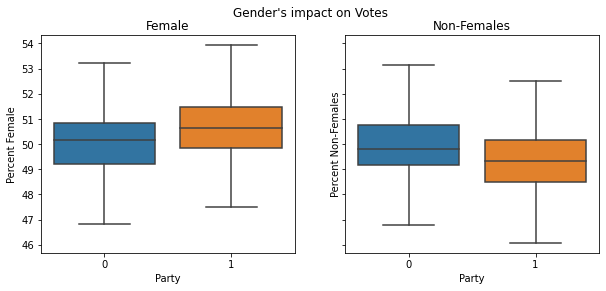 Gender's impact on Votes
Female
Non-Females
54
53
52
51
50
49
48
47
46
Percent Female
Percent Non-Females
0
1
0
1
Party
Party